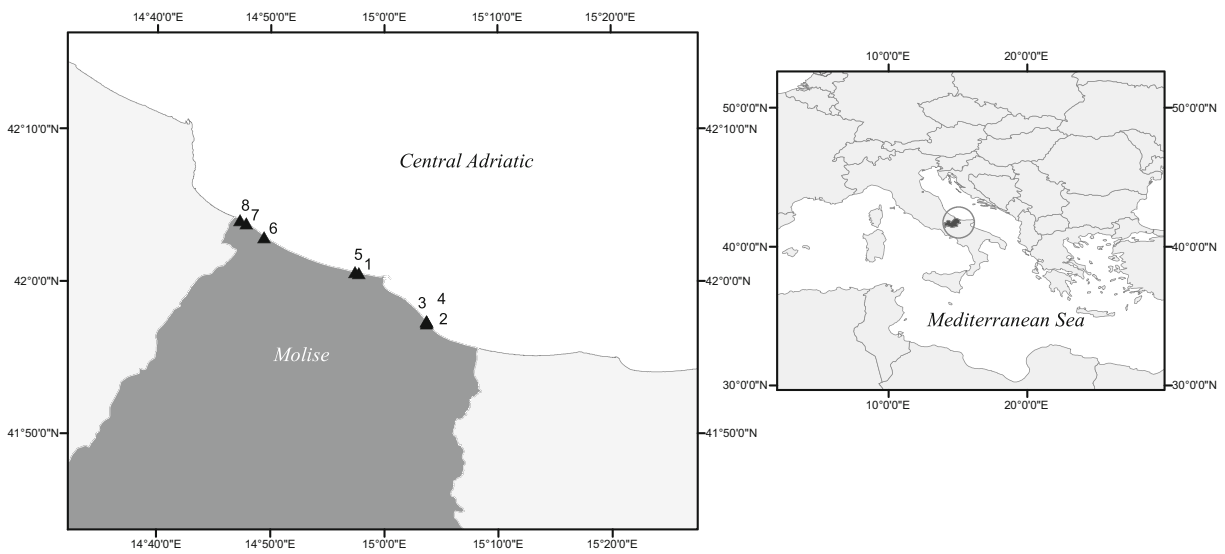 14°40'0"E 14°50'0"E 15°0'0"E 15°10'0"E 15°20'0"E
10°0'0"E 20°0'0"E
50°0'0"N 50°0'0"N
42°10'0"N 42°10'0"N
Central Adriatic
8
7
6
40°0'0"N 40°0'0"N
5
1
42°0'0"N 42°0'0"N
3 4
2
Mediterranean Sea
Molise
30°0'0"N 30°0'0"N
10°0'0"E 20°0'0"E
41°50'0"N 41°50'0"N
14°40'0"E 14°50'0"E 15°0'0"E 15°10'0"E 15°20'0"E